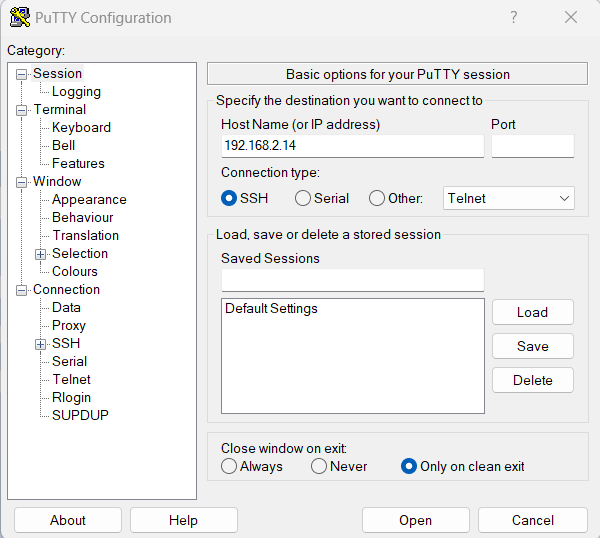 PuTTY Configuration
Category:
Session
Logging
Terminal
Keyboard
Bell
Features
Window
Appearance
Behaviour
Translation
Selection
Colours
Connection
Data
Proxy
SSH
Serial
Telnet
Rlogin
SUPDUP
Basic options for your PuTTY session
Specify the destination you want to connect to
Host Name (or IP address) Port
192.168.2.14
Connection type:
SSH Serial Other: Telnet
Load, save or delete a stored session
Saved Sessions
Default Settings
Load
Save
Delete
Close window on exit:
Always Never Only on clean exit
About Help Open Cancel